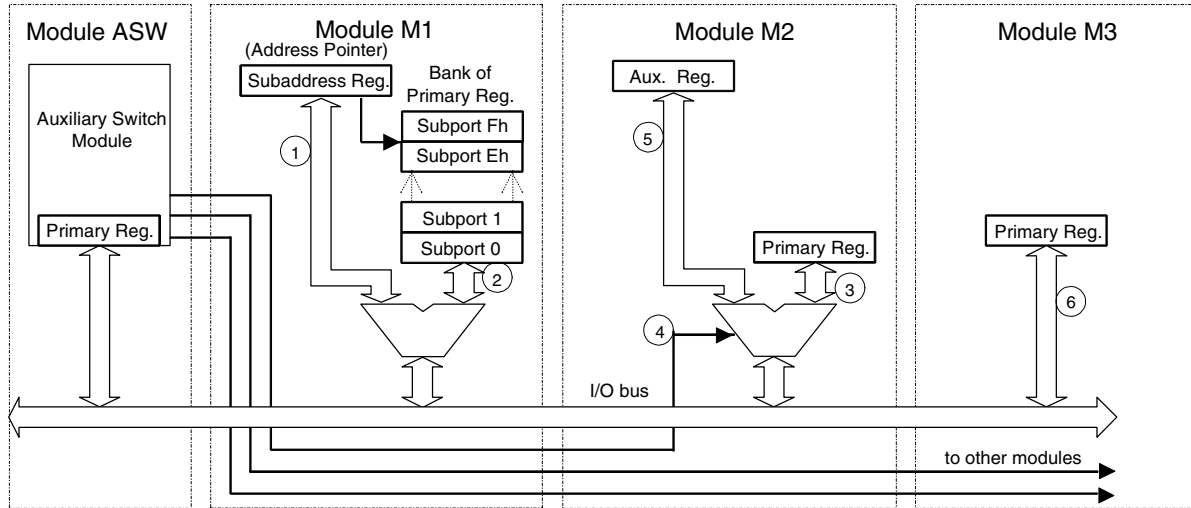 Module ASW
Auxiliary Switch
Module
Primary Reg.
Module M1
(Address Pointer)
Subaddress Reg.
Bank of
Primary Reg.
Subport Fh
Subport Eh
Subport 1
Subport 0
1
2
Module M2
Aux. Reg.
5
Primary Reg.
3
4
I/O bus
Module M3
Primary Reg.
6
to other modules